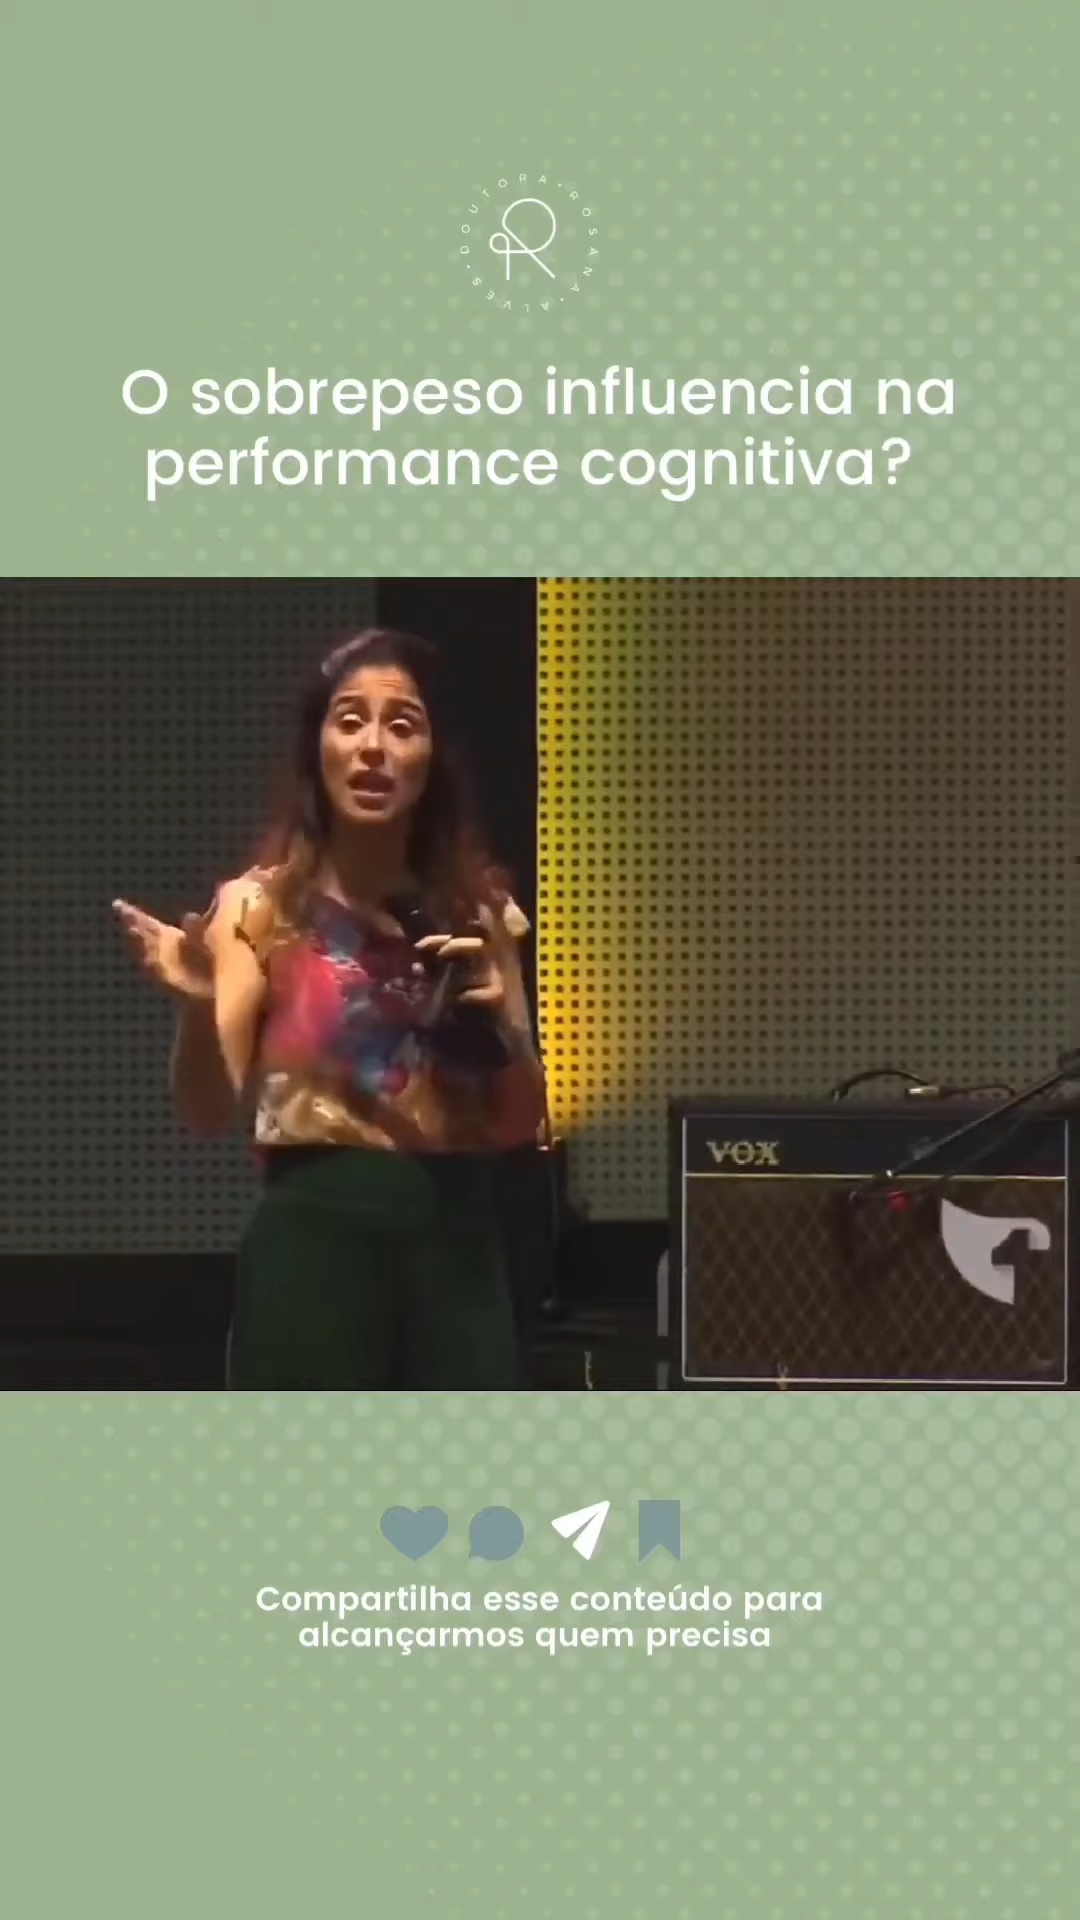 DOUTORA • ROSANA • ALVES •
R
O sobrepeso influencia na
performance cognitiva?
VOX
Compartilha esse conteúdo para
alcançarmos quem precisa